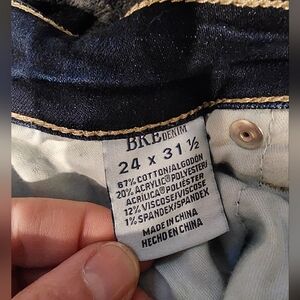 BKE DENIM
24 x 31 ½
67% COTTON/ALGODON
20% ACRYLIC®POLYESTER/
ACRILICA®POLIESTER
12% VISCOSE/VISCOSE
1% SPANDEX/SPANDEX
MADE IN CHINA
HECHO EN CHINA